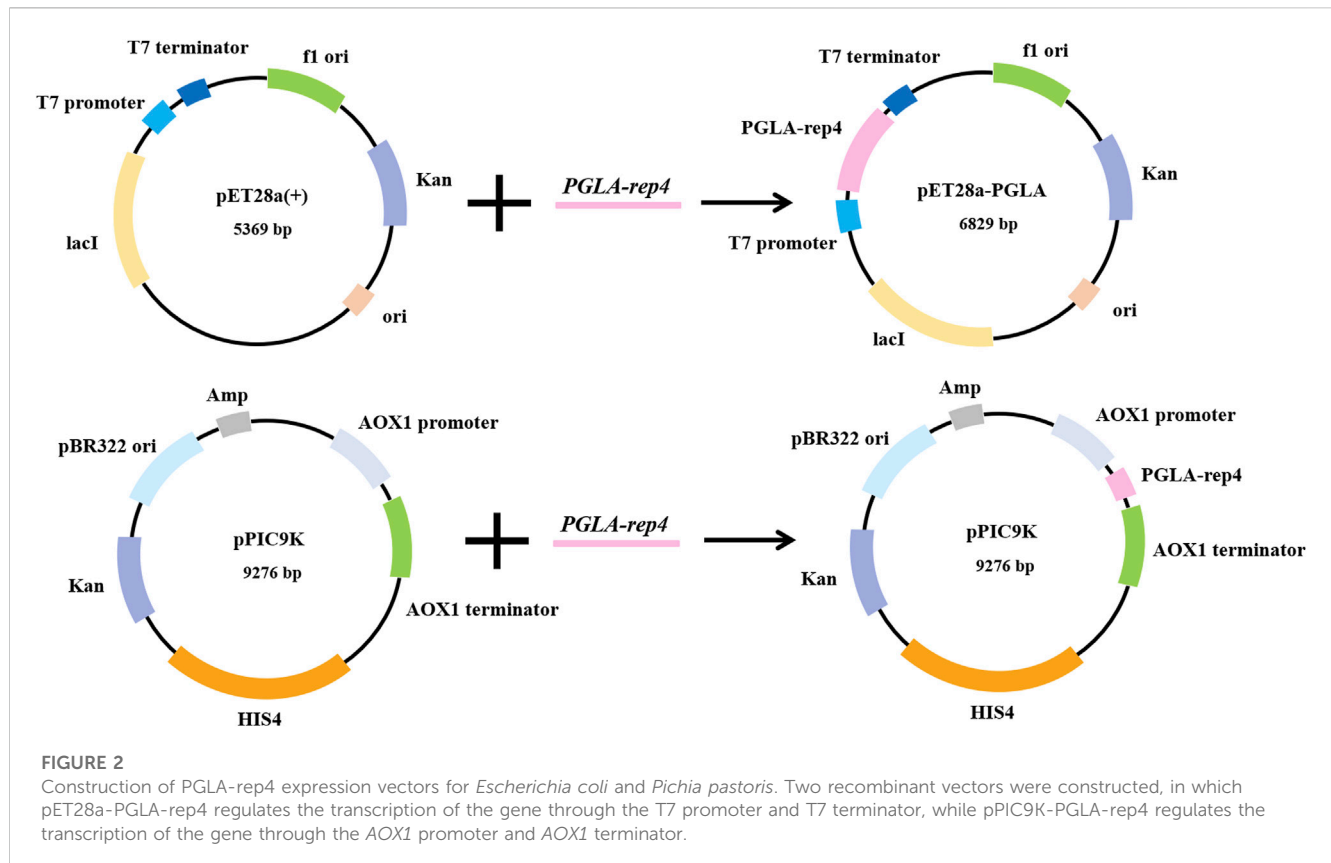 T7 terminator
f1 ori
T7 promoter
Kan
pET28a(+)
5369 bp
lacI
ori
PGLA-rep4
T7 terminator
f1 ori
PGLA-rep4
Kan
pET28a-PGLA
6829 bp
T7 promoter
ori
lacI
Amp
AOX1 promoter
pBR322 ori
pPIC9K
9276 bp
Kan
AOX1 terminator
HIS4
PGLA-rep4
Amp
AOX1 promoter
pBR322 ori
PGLA-rep4
pPIC9K
9276 bp
AOX1 terminator
Kan
HIS4
FIGURE 2
Construction of PGLA-rep4 expression vectors for Escherichia coli and Pichia pastoris. Two recombinant vectors were constructed, in which
pET28a-PGLA-rep4 regulates the transcription of the gene through the T7 promoter and T7 terminator, while pPIC9K-PGLA-rep4 regulates the
transcription of the gene through the AOX1 promoter and AOX1 terminator.